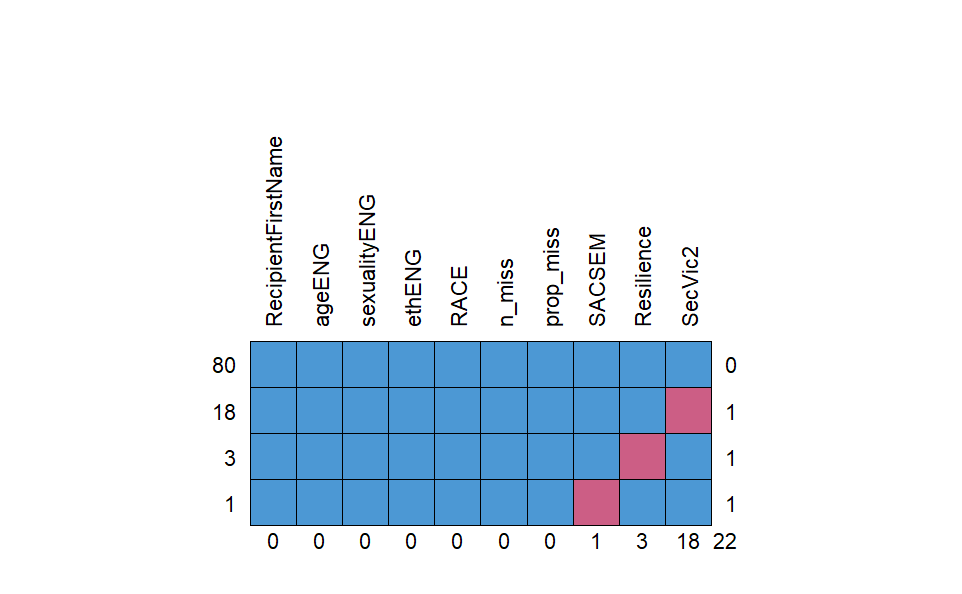 RecipientFirstName
ageENG
sexualityENG
ethENG
RACE
n_miss
prop_miss
SACSEM
Resilience
SecVic2
80 0
18 1
3 1
1 1
0 0 0 0 0 0 0 1 3 18 22